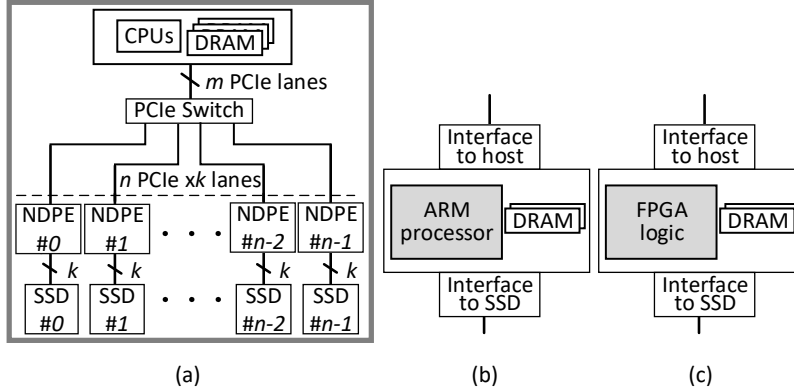 CPUs
DRAM
m PCIe lanes
PCIe Switch
n PCIe xk lanes
NDPE #0
NDPE #1
. . .
NDPE #n-2
NDPE #n-1
k
k
k
k
SSD #0
SSD #1
. . .
SSD #n-2
SSD #n-1
(a)
Interface to host
ARM processor
DRAM
Interface to SSD
(b)
Interface to host
FPGA logic
DRAM
Interface to SSD
(c)